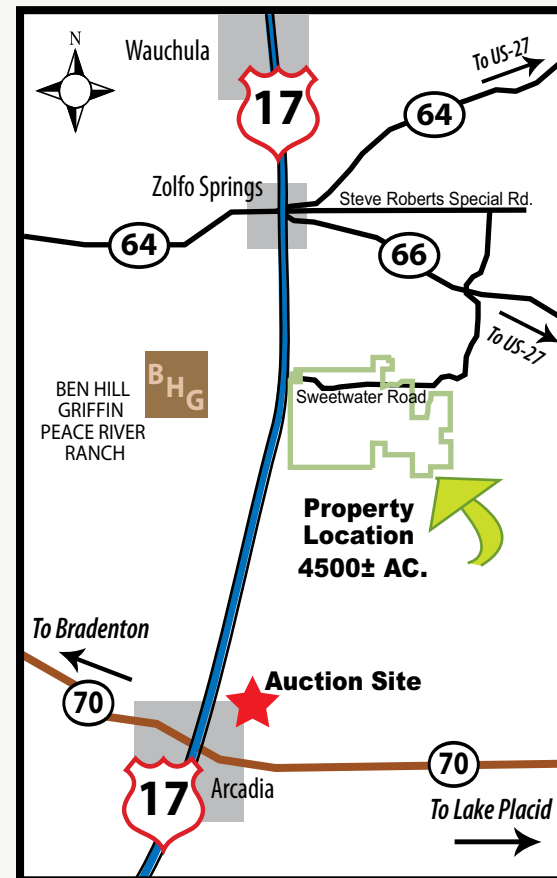 N
Wauchula
To US-27
17
64
Zolfo Springs
Steve Roberts Special Rd.
64
66
To US-27
BHG
BEN HILL
GRIFFIN
PEACE RIVER
RANCH
Sweetwater Road
Property
Location
4500± AC.
To Bradenton
Auction Site
70
17
Arcadia
70
To Lake Placid